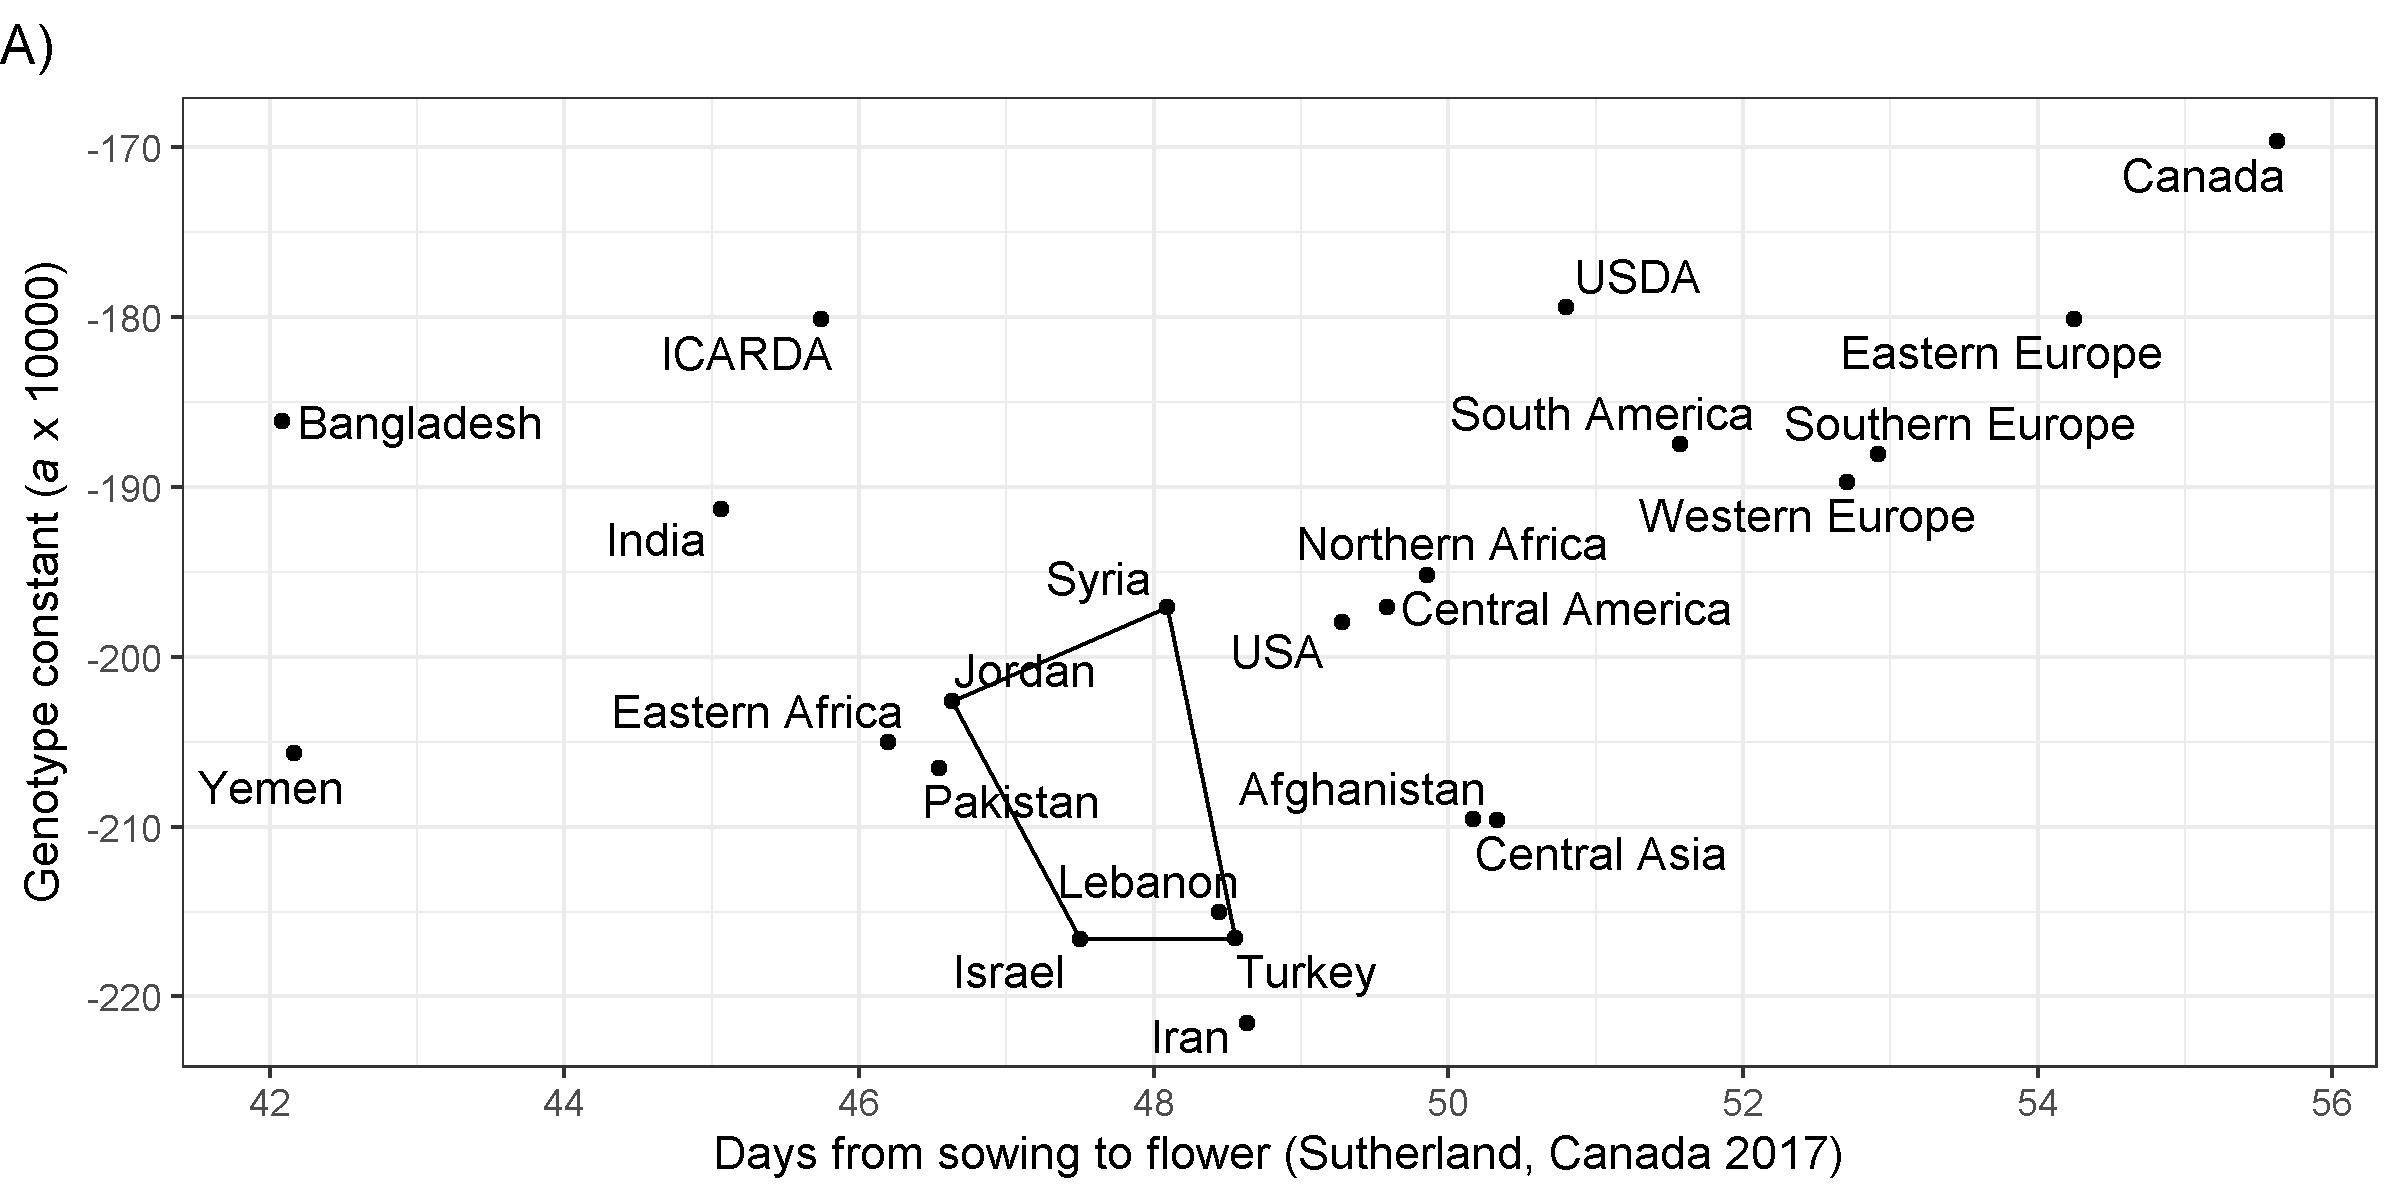 A)
Genotype constant (a x 10000)
-170
-180
-190
-200
-210
-220
Canada
USDA
ICARDA
Eastern Europe
South America
Southern Europe
Bangladesh
Western Europe
India
Northern Africa
Syria
Central America
USA
Jordan
Eastern Africa
Yemen
Afghanistan
Pakistan
Central Asia
Lebanon
Israel
Turkey
Iran
42 44 46 48 50 52 54 56
Days from sowing to flower (Sutherland, Canada 2017)